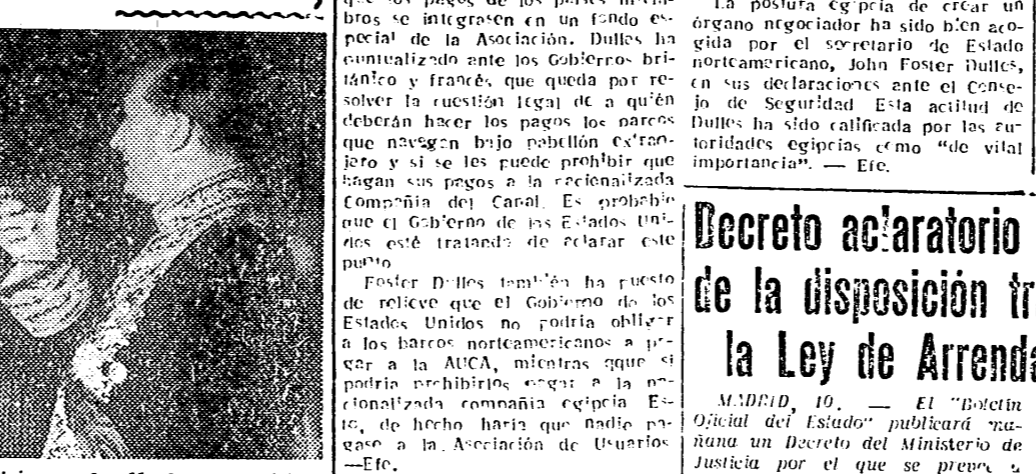 bros se integrasen en un fondo es-
pecial de la Asociación. Dulles ha
puntualizado ante los Gobiernos bri-
tánico y francés que queda por re-
solver la cuestión legal de a quién
deberán hacer los pagos los barcos
que navegan bajo pabellón extran-
jero y si se les puede prohibir que
hagan sus pagos a la nacionalizada
Compañía del Canal. Es probable
que el Gobierno de los Estados Uni-
dos esté tratando de aclarar este
punto
Foster Dulles también ha puesto
de relieve que el Gobierno de los
Estados Unidos no podría obligar
a los barcos norteamericanos a pa-
gar a la AUCA, mientras qque si
podría prohibirlos pagar a la na-
cionalizada compañía egipcia Es-
to, de hecho haría que nadie pa-
gase a la Asociación de Usuarios
—Efe.
La postura egipcia de crear un
órgano negociador ha sido bien aco-
gida por el secretario de Estado
norteamericano, John Foster Dulles,
en sus declaraciones ante el Conse-
jo de Seguridad Esta actitud de
Dulles ha sido calificada por las au-
toridades egipcias como "de vital
importancia". — Efe.
Decreto aclaratorio
de la disposición tr
la Ley de Arrenda
MADRID, 10. — El "Boletín
Oficial del Estado" publicará ma-
ñana un Decreto del Ministerio de
Justicia por el que se prevé a